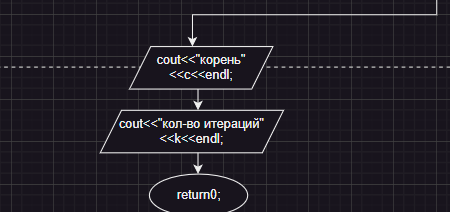 cout<<"корень"
<<c<<endl;
cout<<"кол-во итераций"
<<k<<endl;
return0;